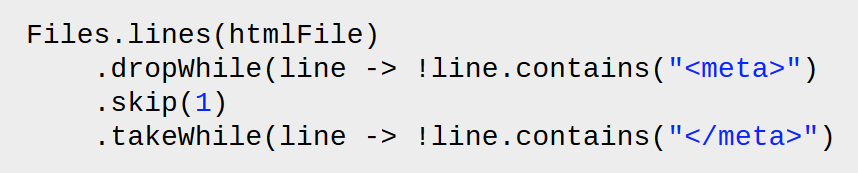 Files.lines(htmlFile)
    .dropWhile(line -> !line.contains("<meta>")
    .skip(1)
    .takeWhile(line -> !line.contains("</meta>")